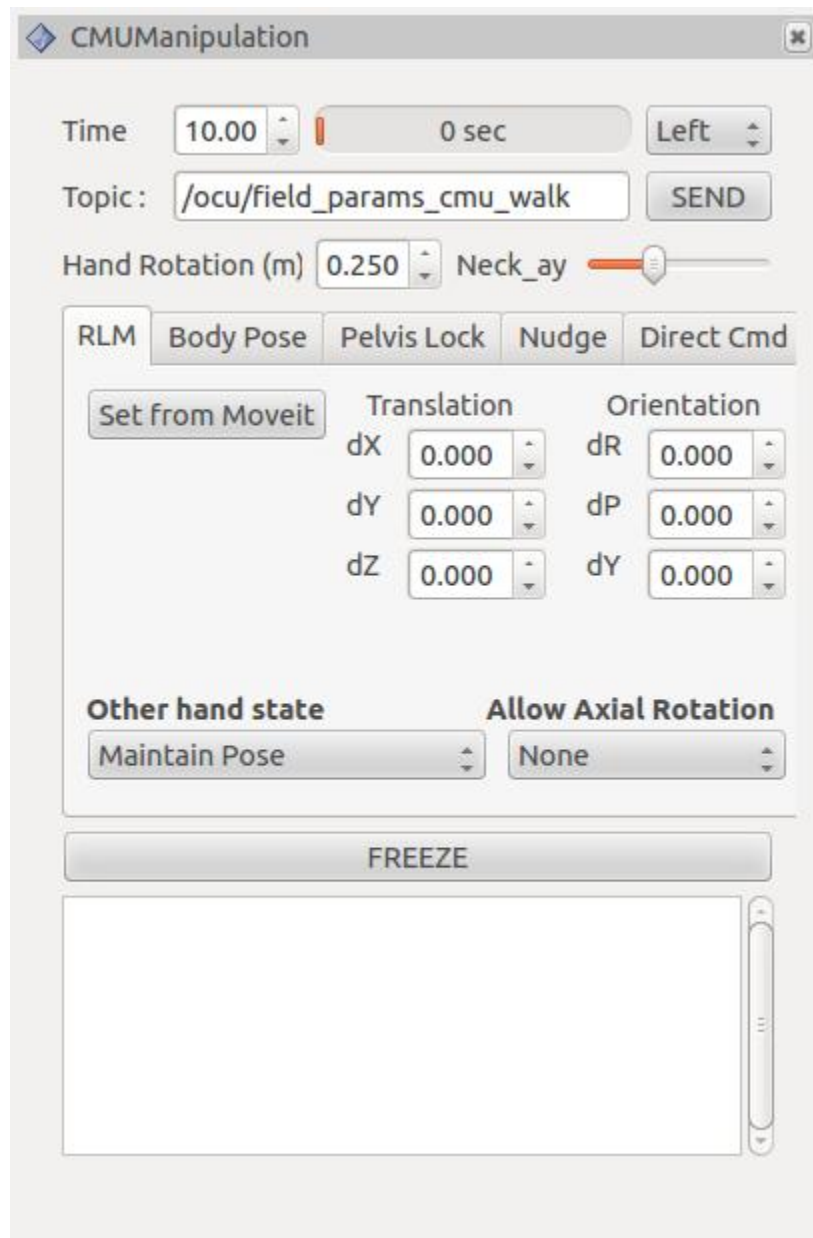 CMUManipulation
Time 10.00 0 sec Left
Topic: /ocu/field_params_cmu_walk SEND
Hand Rotation (m) 0.250 Neck_ay
RLM Body Pose Pelvis Lock Nudge Direct Cmd
Set from Moveit Translation Orientation
dX 0.000 dR 0.000
dY 0.000 dP 0.000
dZ 0.000 dY 0.000
Other hand state Allow Axial Rotation
Maintain Pose None
FREEZE